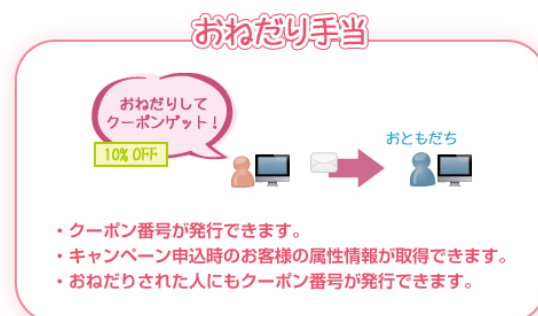 おねだり手当
おねだりして
クーポンゲット！
10% OFF
おともだち
・クーポン番号が発行できます。
・キャンペーン申込時のお客様の属性情報が取得できます。
・おねだりされた人にもクーポン番号が発行できます。